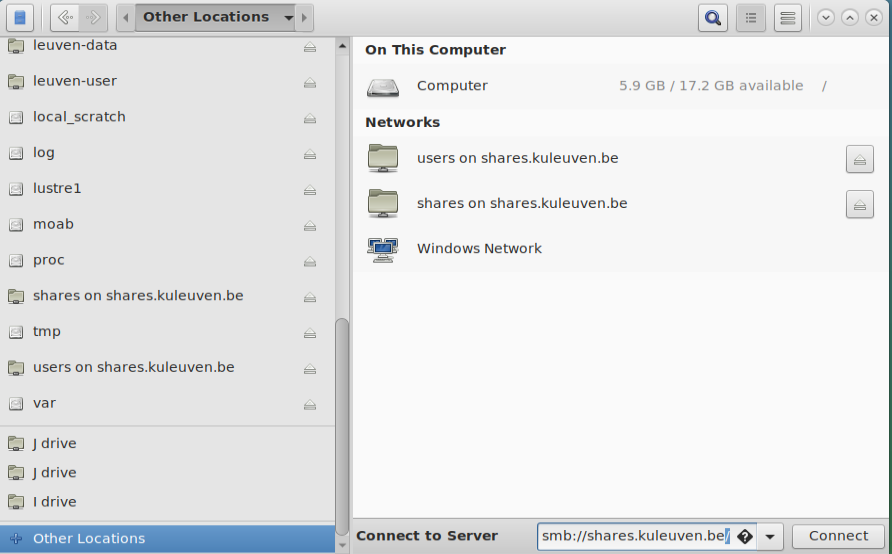 Other Locations
leuven-data
leuven-user
local_scratch
log
lustre1
moab
proc
shares on shares.kuleuven.be
tmp
users on shares.kuleuven.be
var
J drive
J drive
I drive
Other Locations
On This Computer
Computer 5.9 GB / 17.2 GB available /
Networks
users on shares.kuleuven.be
shares on shares.kuleuven.be
Windows Network
Connect to Server smb://shares.kuleuven.be/ Connect